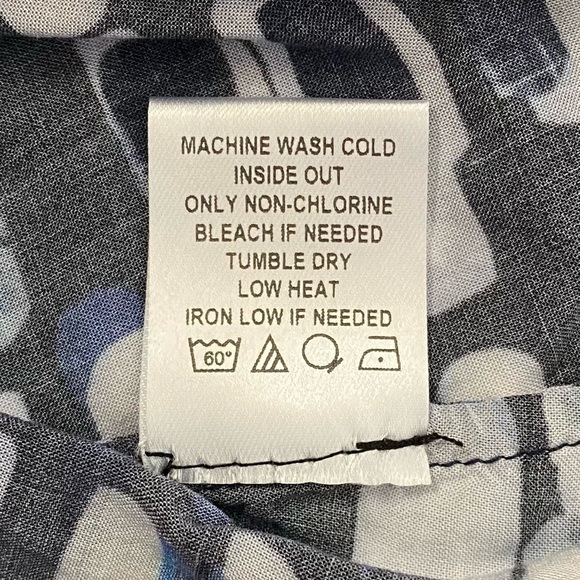 MACHINE WASH COLD
INSIDE OUT
ONLY NON-CHLORINE
BLEACH IF NEEDED
TUMBLE DRY
LOW HEAT
IRON LOW IF NEEDED
60°